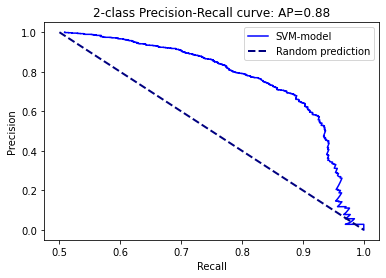 2-class Precision-Recall curve: AP=0.88
SVM-model
Random prediction
Precision
1.0
0.8
0.6
0.4
0.2
0.0
0.5 0.6 0.7 0.8 0.9 1.0
Recall